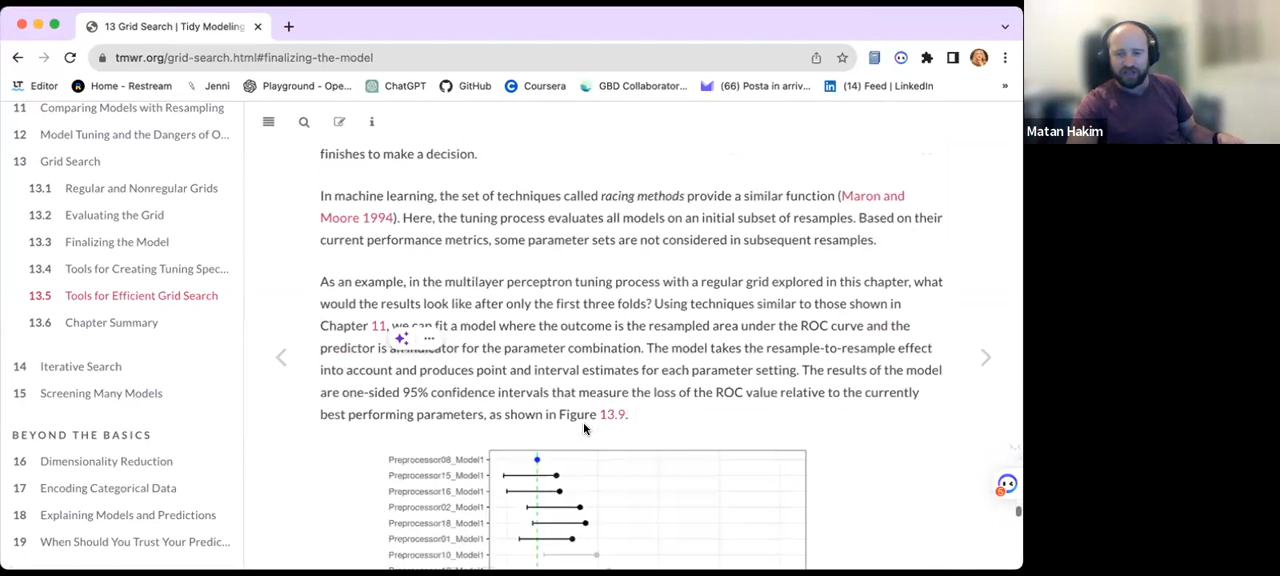 13 Grid Search | Tidy Modeling
tmwr.org/grid-search.html#finalizing-the-model
Editor
Home - Restream
Jenni
Playground - Ope...
ChatGPT
GitHub
Coursera
GBD Collaborator...
(66) Posta in arriv...
(14) Feed | LinkedIn
»
11 Comparing Models with Resampling
12 Model Tuning and the Dangers of O...
13 Grid Search
13.1 Regular and Nonregular Grids
13.2 Evaluating the Grid
13.3 Finalizing the Model
13.4 Tools for Creating Tuning Spec...
13.5 Tools for Efficient Grid Search
13.6 Chapter Summary
14 Iterative Search
15 Screening Many Models
BEYOND THE BASICS
16 Dimensionality Reduction
17 Encoding Categorical Data
18 Explaining Models and Predictions
19 When Should You Trust Your Predic...
finishes to make a decision.
In machine learning, the set of techniques called racing methods provide a similar function (Maron and
Moore 1994). Here, the tuning process evaluates all models on an initial subset of resamples. Based on their
current performance metrics, some parameter sets are not considered in subsequent resamples.
As an example, in the multilayer perceptron tuning process with a regular grid explored in this chapter, what
would the results look like after only the first three folds? Using techniques similar to those shown in
Chapter 11, we can fit a model where the outcome is the resampled area under the ROC curve and the
predictor is an indicator for the parameter combination. The model takes the resample-to-resample effect
into account and produces point and interval estimates for each parameter setting. The results of the model
are one-sided 95% confidence intervals that measure the loss of the ROC value relative to the currently
best performing parameters, as shown in Figure 13.9.
Preprocessor08_Model1
Preprocessor15_Model1
Preprocessor16_Model1
Preprocessor02_Model1
Preprocessor18_Model1
Preprocessor01_Model1
Preprocessor10_Model1
5
Matan Hakim